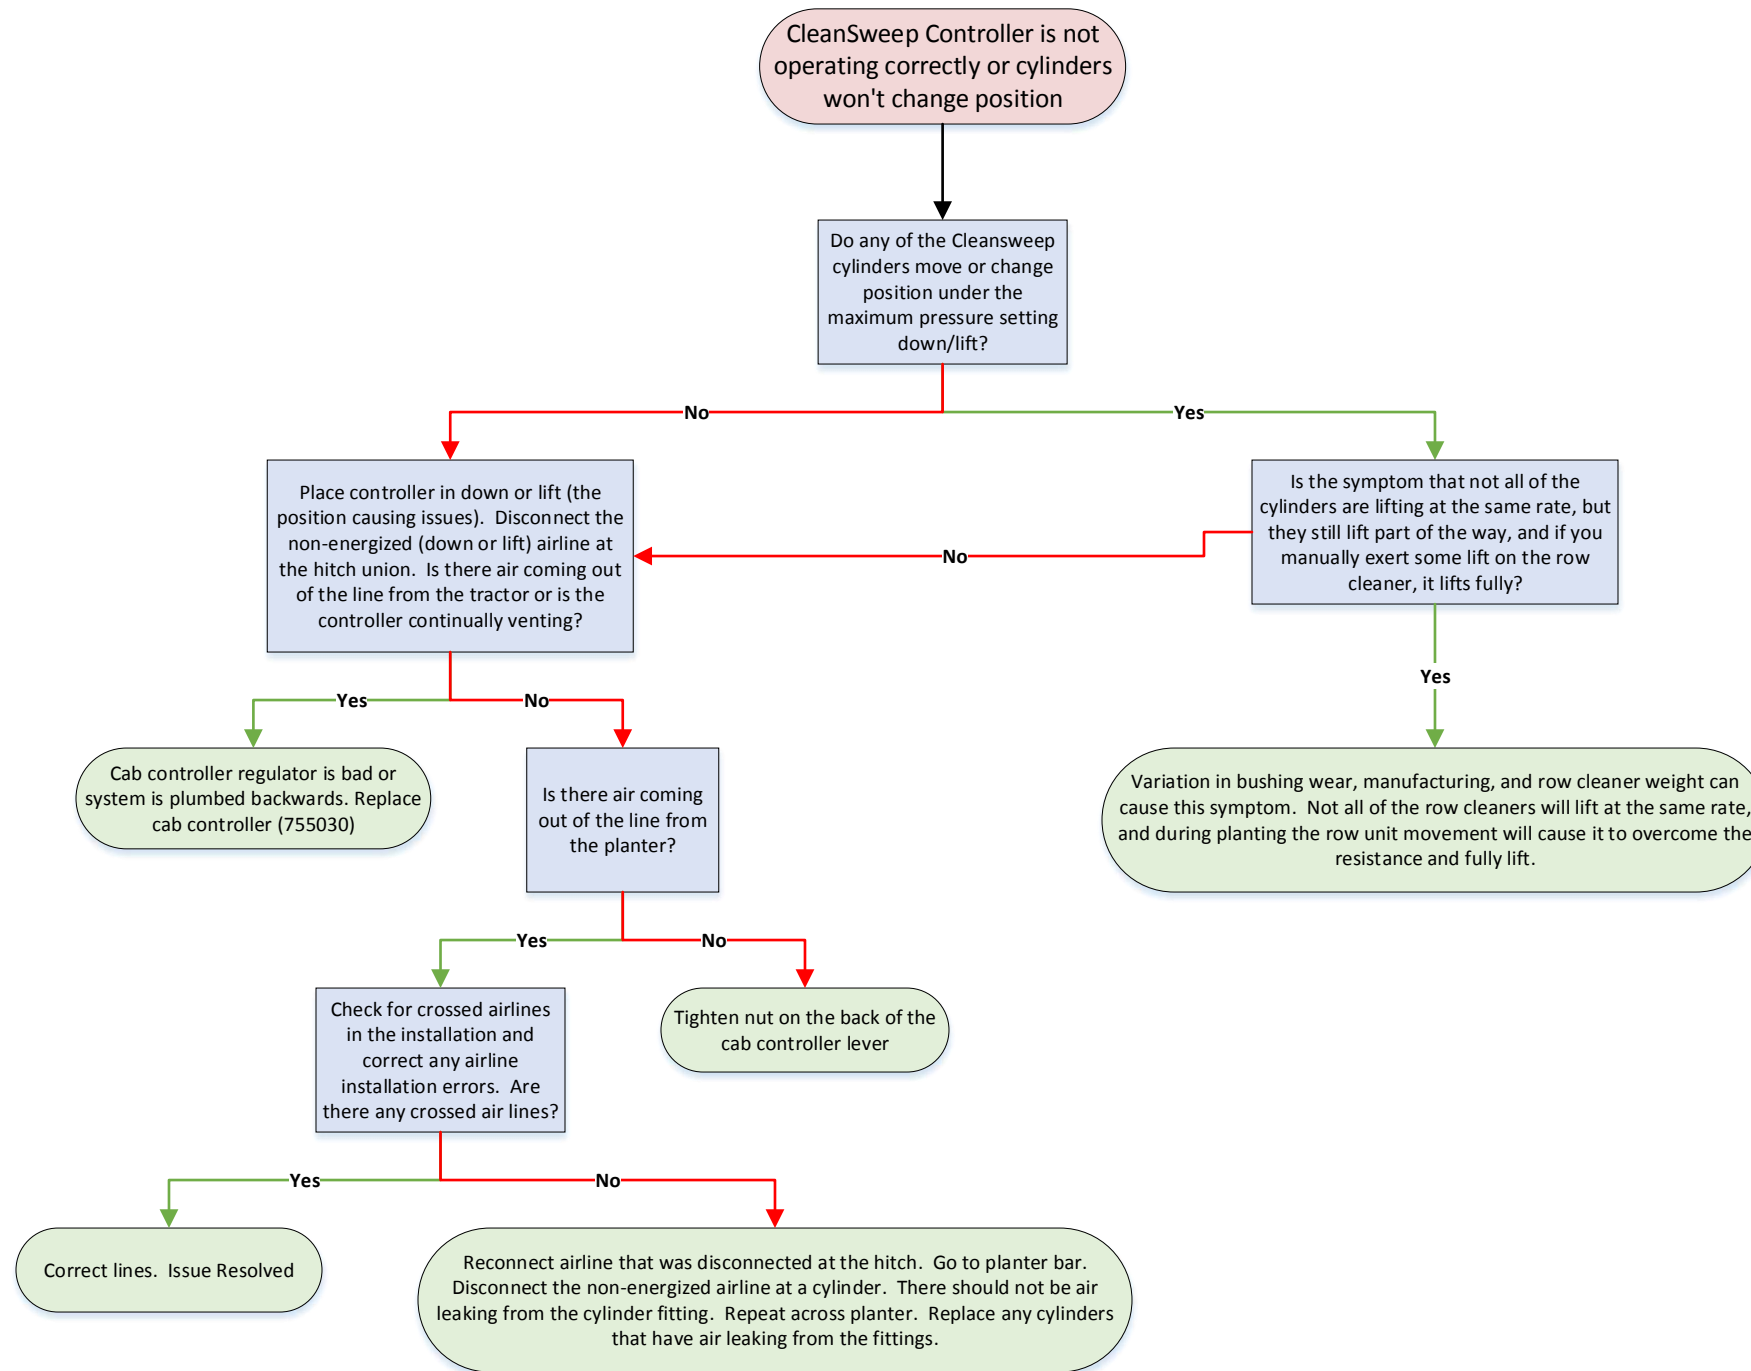 CleanSweep Controller is not
operating correctly or cylinders
won't change position
Do any of the Cleansweep
cylinders move or change
position under the
maximum pressure setting
down/lift?
No
Yes
Place controller in down or lift (the
position causing issues).  Disconnect the
non-energized (down or lift) airline at
the hitch union.  Is there air coming out
of the line from the tractor or is the
controller continually venting?
No
Is the symptom that not all of the
cylinders are lifting at the same rate, but
they still lift part of the way, and if you
manually exert some lift on the row
cleaner, it lifts fully?
Yes
No
Yes
Cab controller regulator is bad or
system is plumbed backwards. Replace
cab controller (755030)
Is there air coming
out of the line from
the planter?
Variation in bushing wear, manufacturing, and row cleaner weight can
cause this symptom.  Not all of the row cleaners will lift at the same rate,
and during planting the row unit movement will cause it to overcome the
resistance and fully lift.
Yes
No
Check for crossed airlines
in the installation and
correct any airline
installation errors.  Are
there any crossed air lines?
Tighten nut on the back of the
cab controller lever
Yes
No
Correct lines.  Issue Resolved
Reconnect airline that was disconnected at the hitch.  Go to planter bar.
Disconnect the non-energized airline at a cylinder.  There should not be air
leaking from the cylinder fitting.  Repeat across planter.  Replace any cylinders
that have air leaking from the fittings.